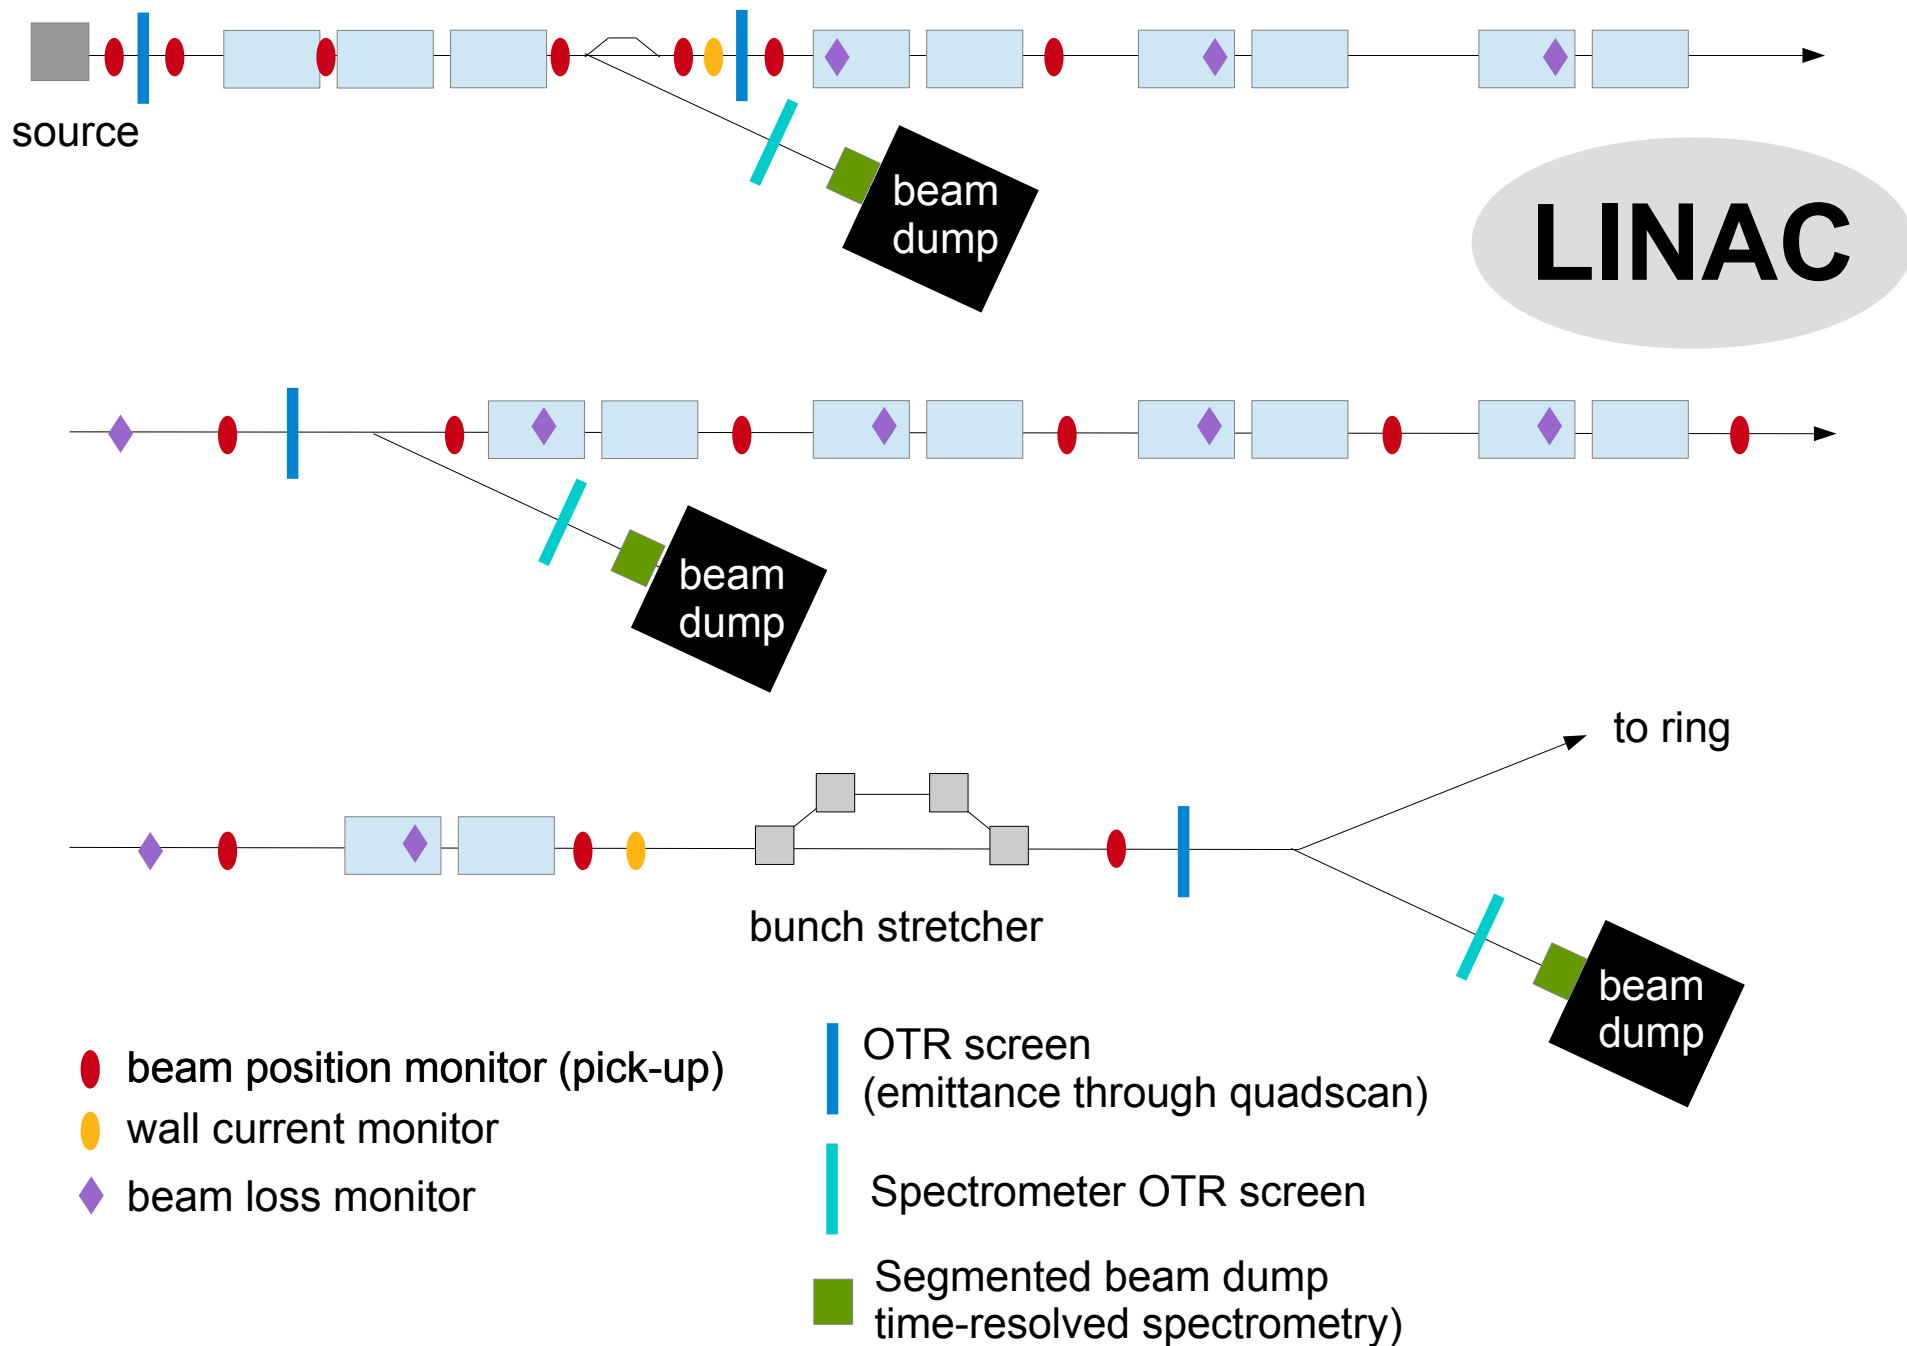 source
beam
dump
LINAC
beam
dump
to ring
bunch stretcher
beam
dump
beam position monitor (pick-up)
wall current monitor
beam loss monitor
OTR screen
(emittance through quadscan)
Spectrometer OTR screen
Segmented beam dump
time-resolved spectrometry)